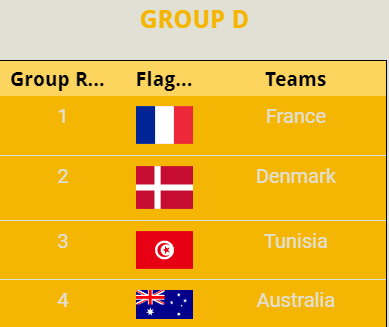 GROUP D
Group R... Flag... Teams
1 France
2 Denmark
3 Tunisia
4 Australia